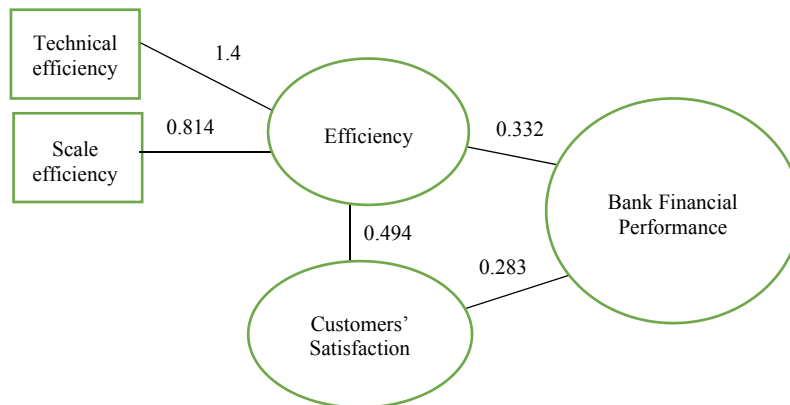 Technical
efficiency
1.4
0.814
Scale
efficiency
Efficiency
0.332
Bank Financial
Performance
0.494
0.283
Customers’
Satisfaction